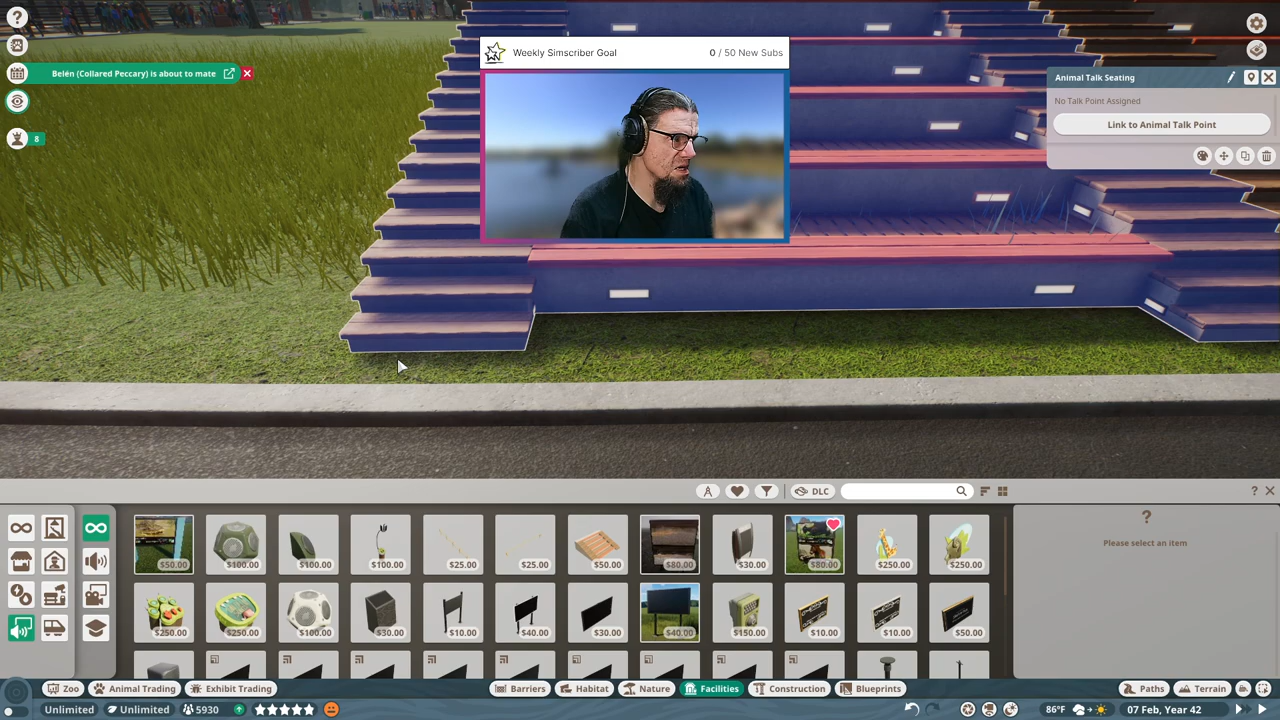 Weekly Simscriber Goal 0 / 50 New Subs
Belén (Collared Peccary) is about to mate
8
Animal Talk Seating
No Talk Point Assigned
Link to Animal Talk Point
DLC
?
$50.00 $100.00 $100.00 $100.00 $25.00 $25.00 $50.00 $80.00 $30.00 $80.00 $250.00 $250.00
Please select an item
$250.00 $250.00 $100.00 $30.00 $10.00 $40.00 $30.00 $40.00 $150.00 $10.00 $10.00 $50.00
Zoo Animal Trading Exhibit Trading Barriers Habitat Nature Facilities Construction Blueprints Paths Terrain
Unlimited Unlimited 5930 86°F 07 Feb, Year 42